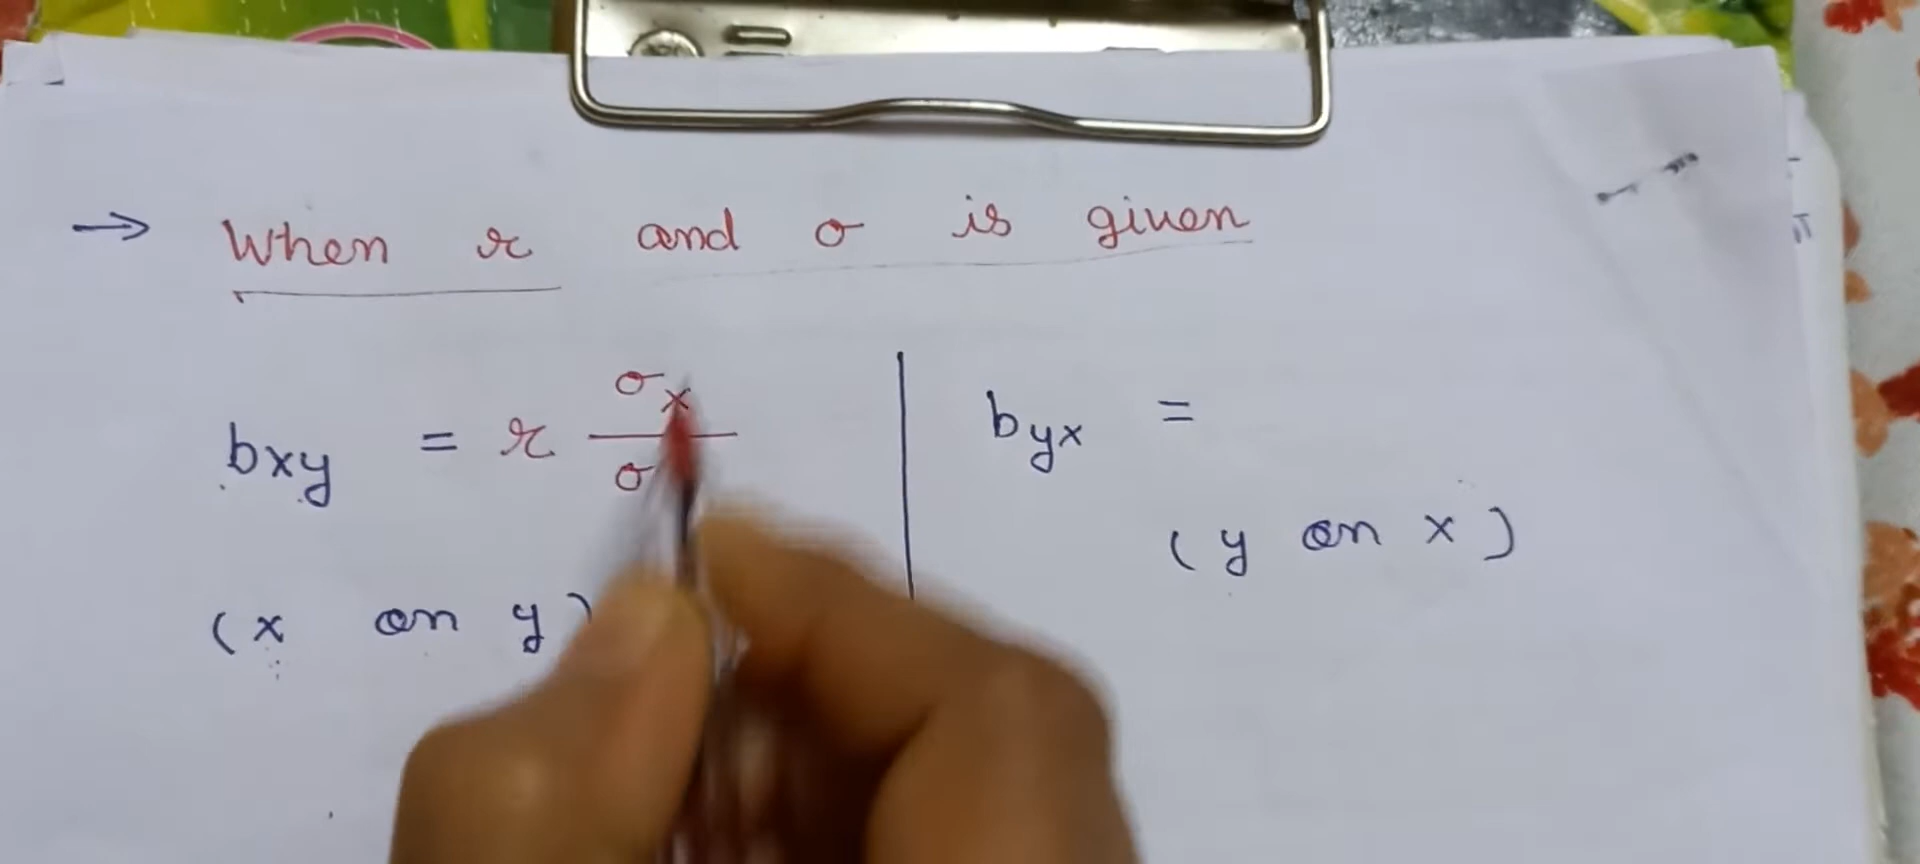 → When r and σ is given
bxy = r σx / σ
byx =
(y on x)
(x on y)